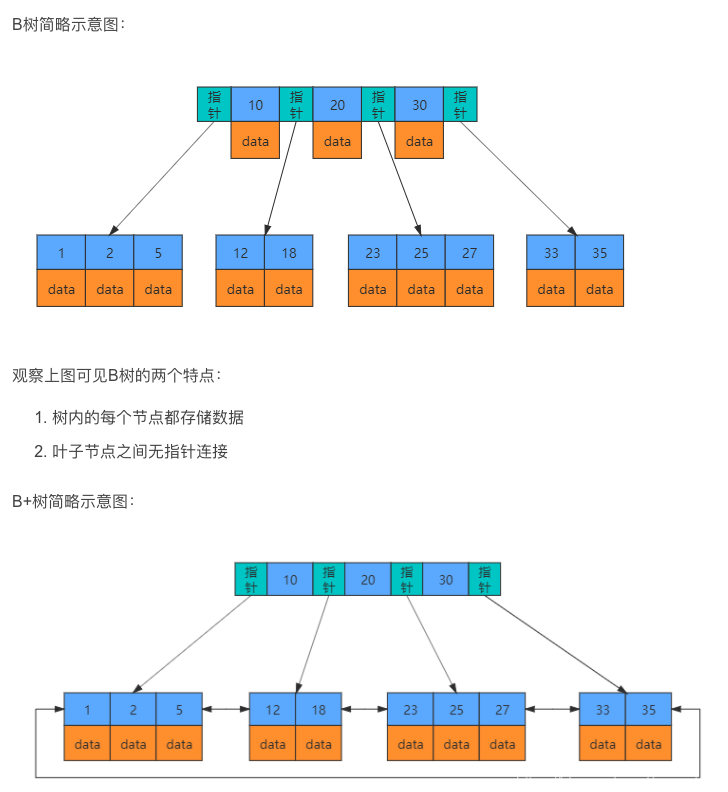 B树简略示意图：
指针 10 指针 20 指针 30 指针
data data data
1 2 5 12 18 23 25 27 33 35
data data data data data data data data data data
观察上图可见B树的两个特点：
1. 树内的每个节点都存储数据
2. 叶子节点之间无指针连接
B+树简略示意图：
指针 10 指针 20 指针 30 指针
1 2 5 12 18 23 25 27 33 35
data data data data data data data data data data